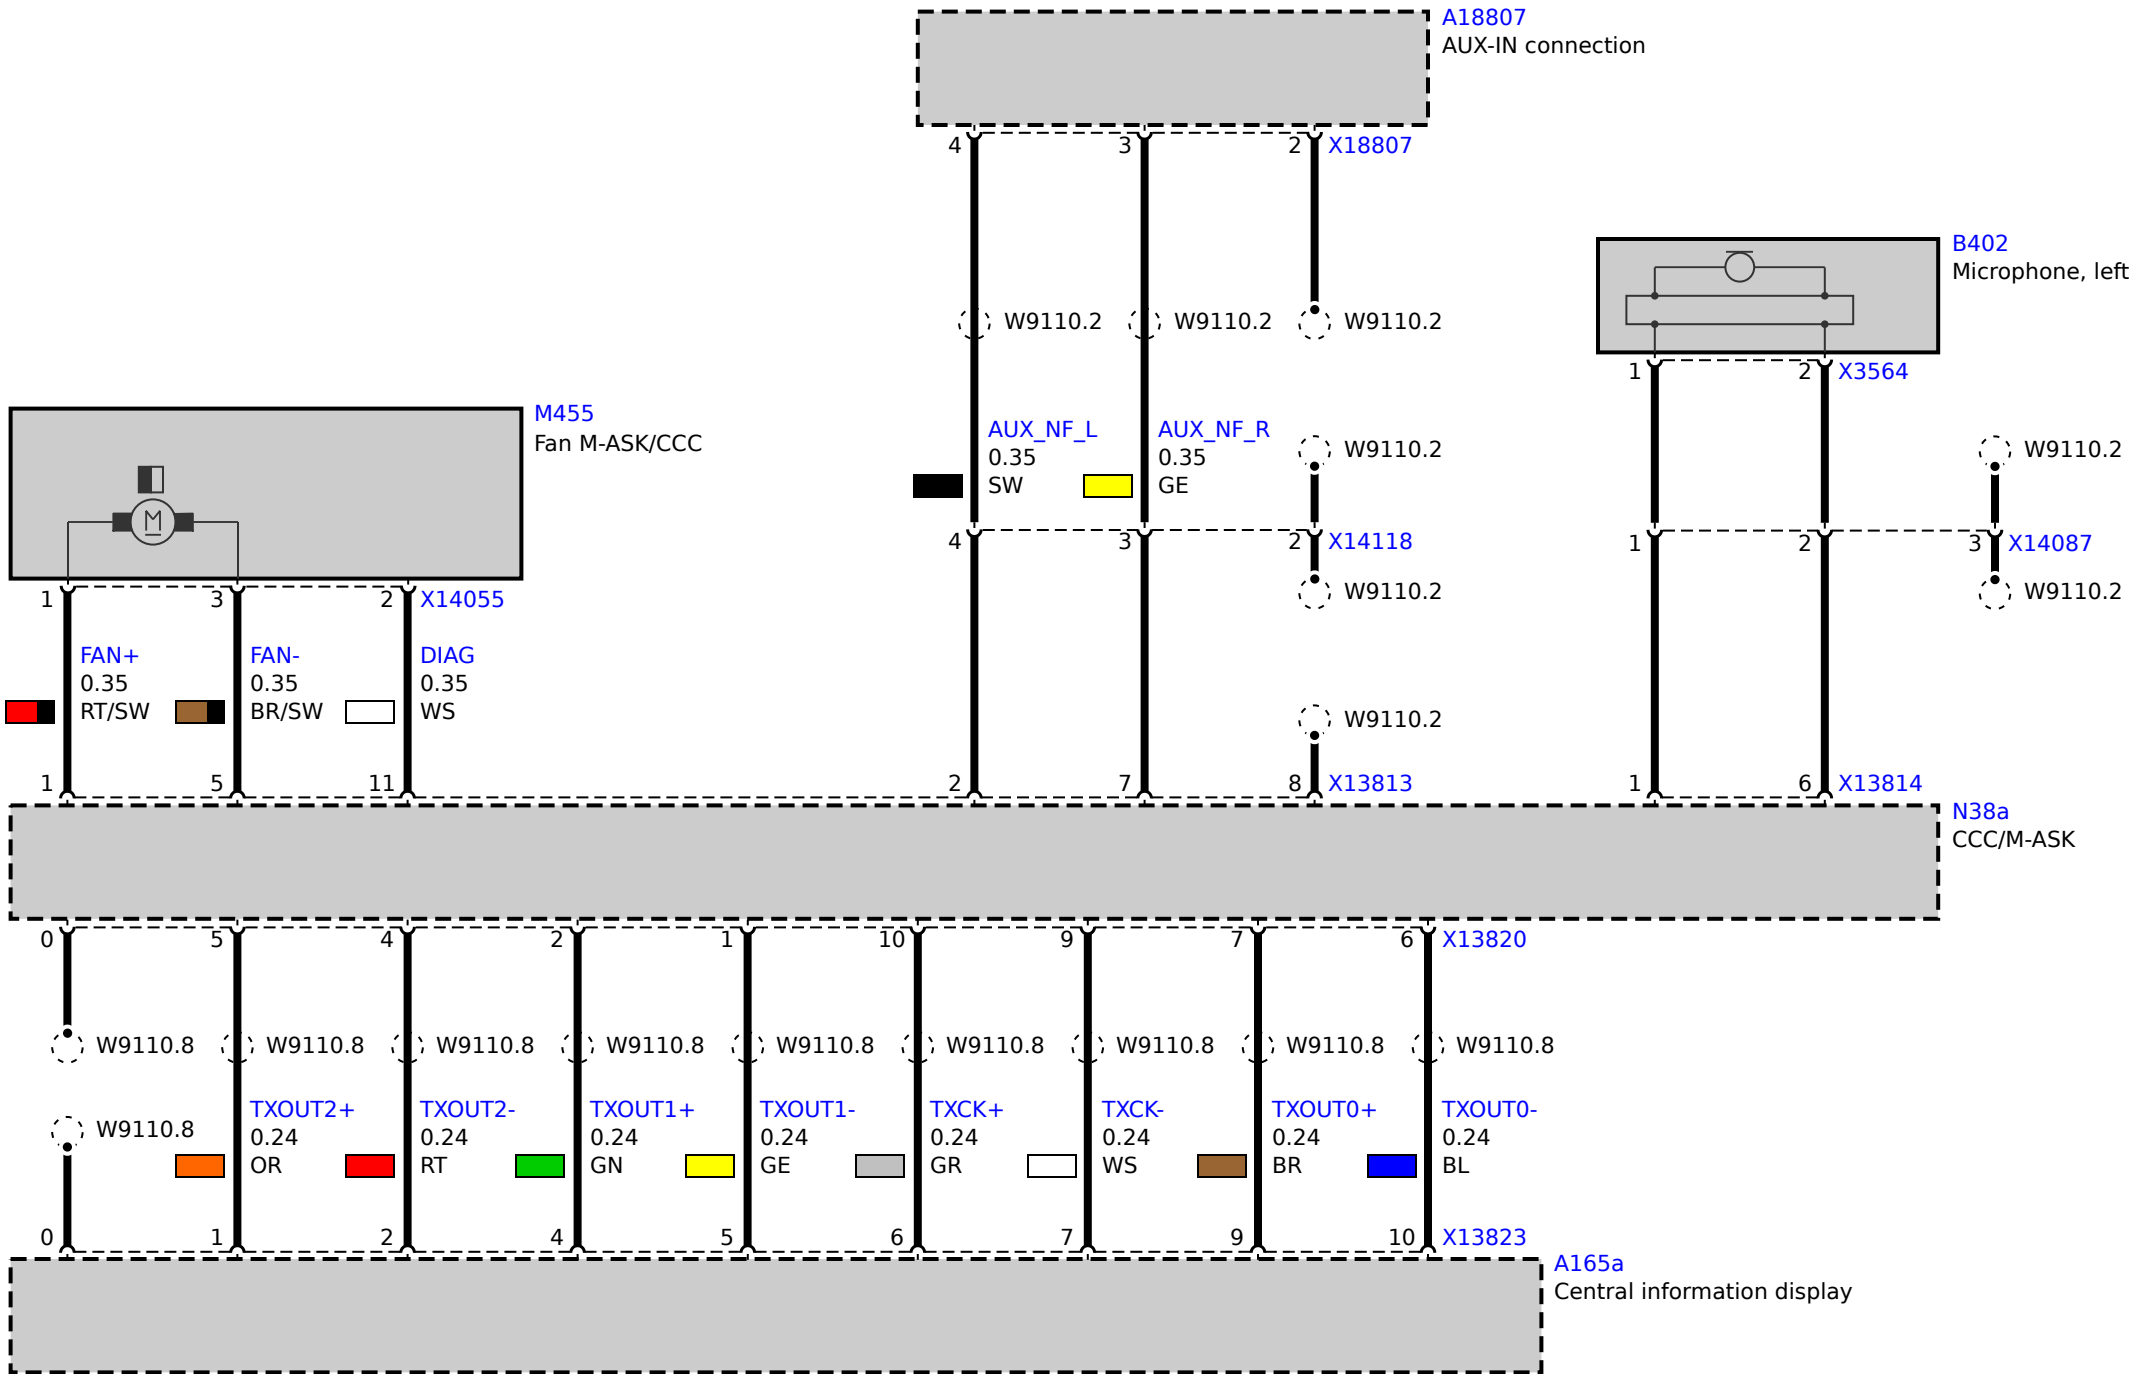 A18807
AUX-IN connection
4 3 2 X18807
B402
Microphone, left
W9110.2 W9110.2 W9110.2
1 2 X3564
M455
Fan M-ASK/CCC
AUX_NF_L AUX_NF_R
0.35 0.35
SW GE
W9110.2 W9110.2
4 3 2 X14118
1 2 3 X14087
W9110.2 W9110.2
M
1 3 2 X14055
FAN+ FAN- DIAG
0.35 0.35 0.35
RT/SW BR/SW WS
W9110.2
1 5 11 2 7 8 X13813 1 6 X13814
N38a
CCC/M-ASK
0 5 4 2 1 10 9 7 6 X13820
W9110.8 W9110.8 W9110.8 W9110.8 W9110.8 W9110.8 W9110.8 W9110.8 W9110.8
W9110.8
TXOUT2+ TXOUT2- TXOUT1+ TXOUT1- TXCK+ TXCK- TXOUT0+ TXOUT0-
0.24 0.24 0.24 0.24 0.24 0.24 0.24 0.24
OR RT GN GE GR WS BR BL
0 1 2 4 5 6 7 9 10 X13823
A165a
Central information display